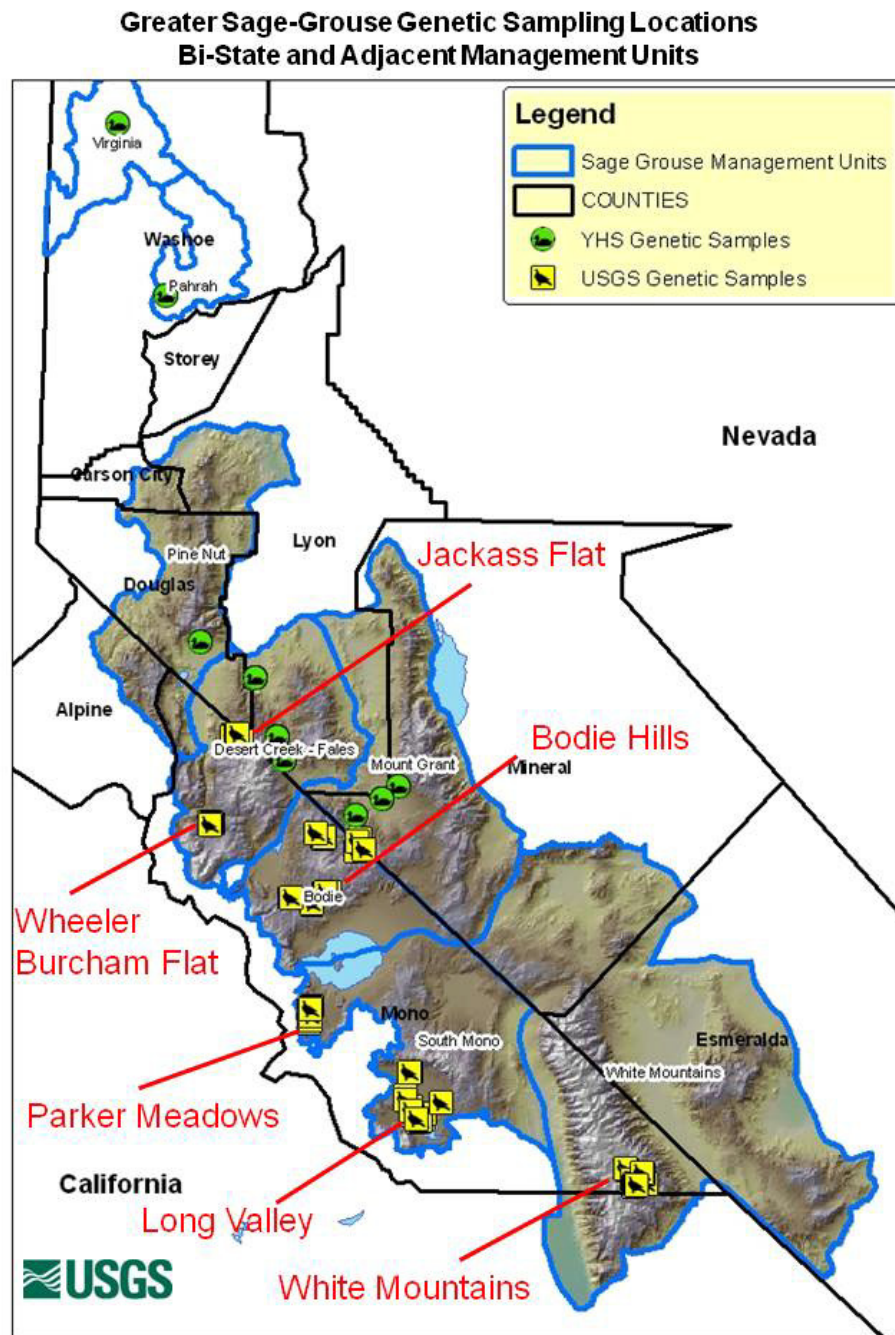 Greater Sage-Grouse Genetic Sampling Locations
Bi-State and Adjacent Management Units
Legend
Sage Grouse Management Units
COUNTIES
YHS Genetic Samples
USGS Genetic Samples
Virginia
Washoe
Pahrah
Storey
Nevada
Carson City
Lyon
Pine Nut
Jackass Flat
Douglas
Alpine
Desert Creek - Fales
Bodie Hills
Mount Grant
Mineral
Bodie
Wheeler
Burcham Flat
Mono
South Mono
Esmeralda
White Mountains
Parker Meadows
California
Long Valley
White Mountains
USGS